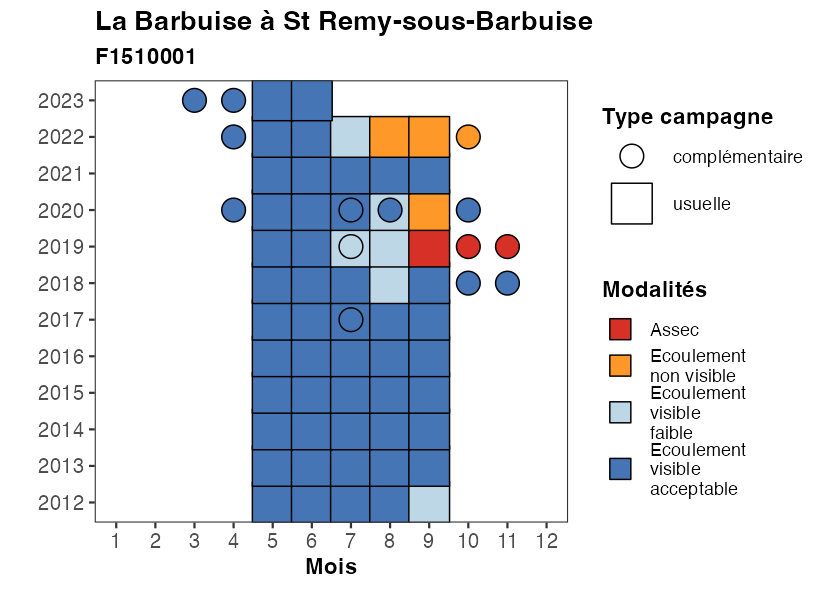 La Barbuise à St Remy-sous-Barbuise
F1510001
2023
2022
2021
2020
2019
2018
2017
2016
2015
2014
2013
2012
1 2 3 4 5 6 7 8 9 10 11 12
Mois
Type campagne
complémentaire
usuelle
Modalités
Assec
Ecoulement
non visible
Ecoulement
visible
faible
Ecoulement
visible
acceptable